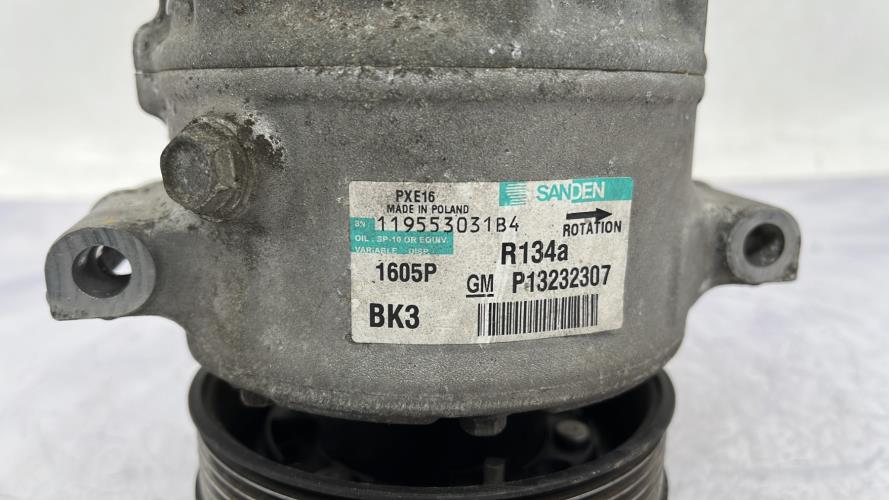 PXE16
MADE IN POLAND
SANDEN
SN 119553031B4
ROTATION
OIL : SP-10 OR EQUIV.
VARIABLE DISP.
R134a
1605P
GM P13232307
BK3